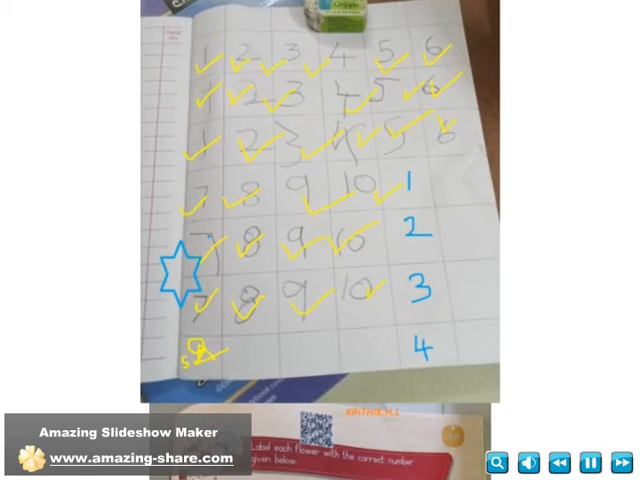 1 2 3 4 5 6
1 2 3 4 5 6
1 2 3 4 5 6
7 8 9 10 1
7 8 9 10 2
7 8 9 10 3
4
KRITHIK.H.J
Label each flower with the correct number
given below.
Amazing Slideshow Maker
www.amazing-share.com